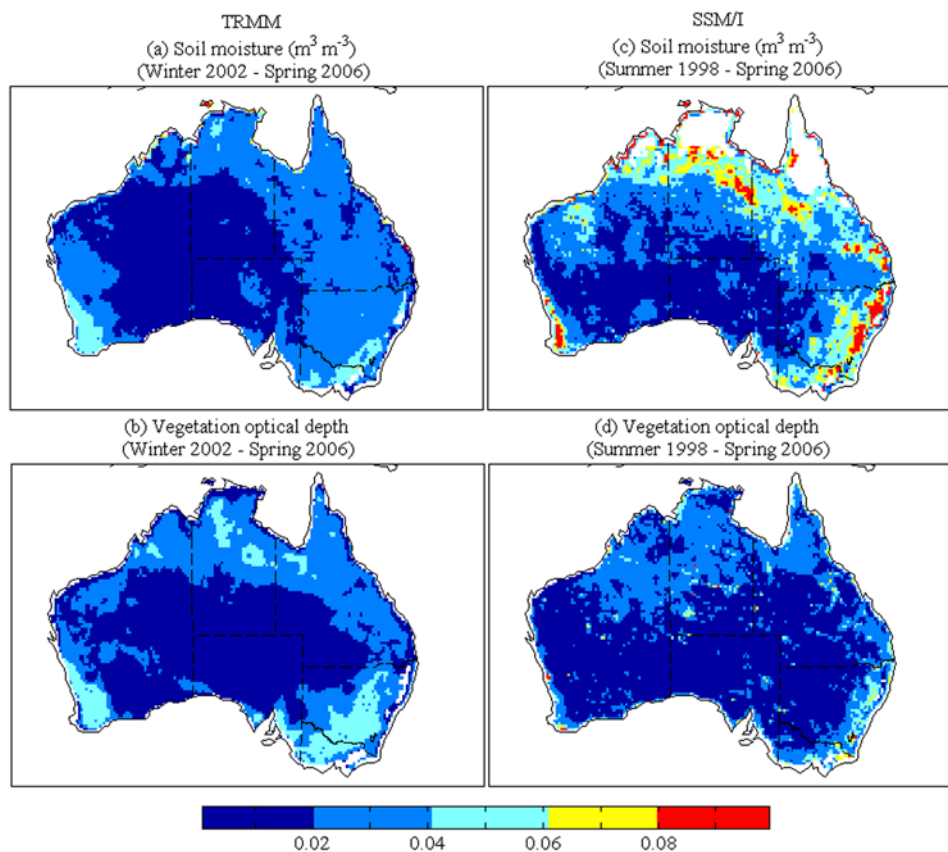 TRMM
(a) Soil moisture (m³ m⁻³)
(Winter 2002 - Spring 2006)
SSM/I
(c) Soil moisture (m³ m⁻³)
(Summer 1998 - Spring 2006)
(b) Vegetation optical depth
(Winter 2002 - Spring 2006)
(d) Vegetation optical depth
(Summer 1998 - Spring 2006)
0.02 0.04 0.06 0.08